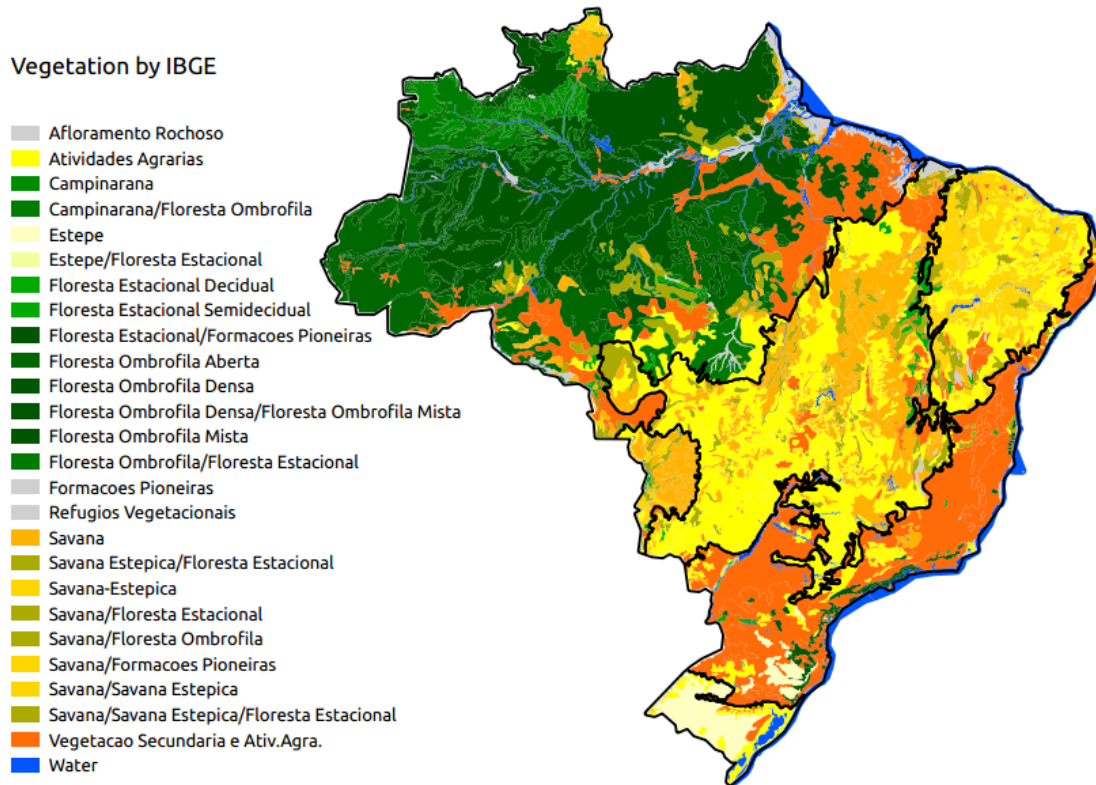 Vegetation by IBGE
Afloramento Rochoso
Atividades Agrarias
Campinarana
Campinarana/Floresta Ombrofila
Estepe
Estepe/Floresta Estacional
Floresta Estacional Decidual
Floresta Estacional Semidecidual
Floresta Estacional/Formacoes Pioneiras
Floresta Ombrofila Aberta
Floresta Ombrofila Densa
Floresta Ombrofila Densa/Floresta Ombrofila Mista
Floresta Ombrofila Mista
Floresta Ombrofila/Floresta Estacional
Formacoes Pioneiras
Refugios Vegetacionais
Savana
Savana Estepica/Floresta Estacional
Savana-Estepica
Savana/Floresta Estacional
Savana/Floresta Ombrofila
Savana/Formacoes Pioneiras
Savana/Savana Estepica
Savana/Savana Estepica/Floresta Estacional
Vegetacao Secundaria e Ativ.Agra.
Water